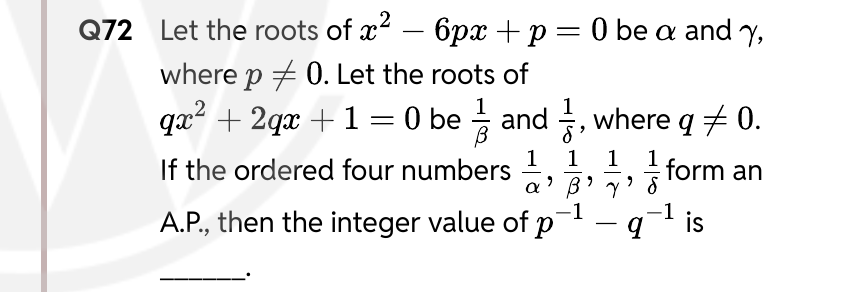 Q72 Let the roots of x² − 6px + p = 0 be α and γ,
where p ≠ 0. Let the roots of
qx² + 2qx + 1 = 0 be 1/β and 1/δ, where q ≠ 0.
If the ordered four numbers 1/α, 1/β, 1/γ, 1/δ form an
A.P., then the integer value of p⁻¹ − q⁻¹ is
______.